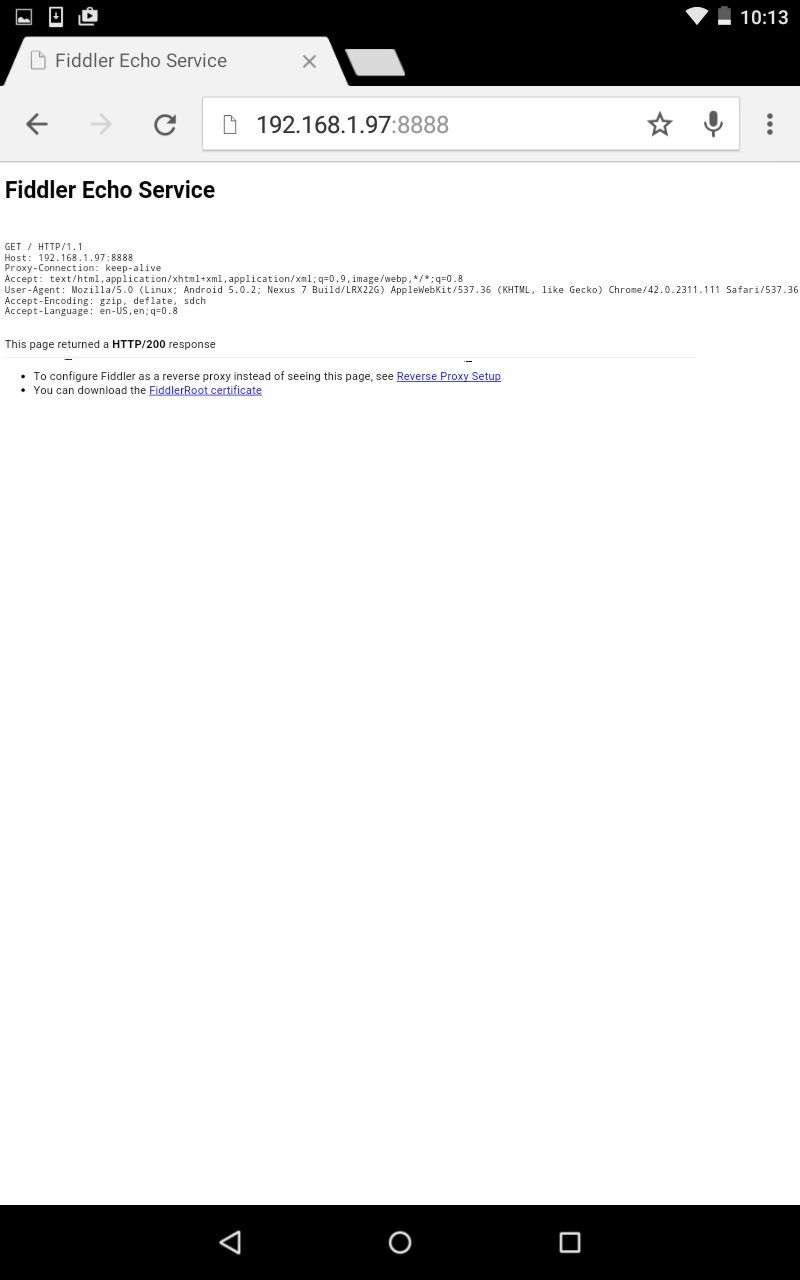 10:13
Fiddler Echo Service
192.168.1.97:8888
Fiddler Echo Service
GET / HTTP/1.1
Host: 192.168.1.97:8888
Proxy-Connection: keep-alive
Accept: text/html,application/xhtml+xml,application/xml;q=0.9,image/webp,*/*;q=0.8
User-Agent: Mozilla/5.0 (Linux; Android 5.0.2; Nexus 7 Build/LRX22G) AppleWebKit/537.36 (KHTML, like Gecko) Chrome/42.0.2311.111 Safari/537.36
Accept-Encoding: gzip, deflate, sdch
Accept-Language: en-US,en;q=0.8
This page returned a HTTP/200 response
• To configure Fiddler as a reverse proxy instead of seeing this page, see Reverse Proxy Setup
• You can download the FiddlerRoot certificate